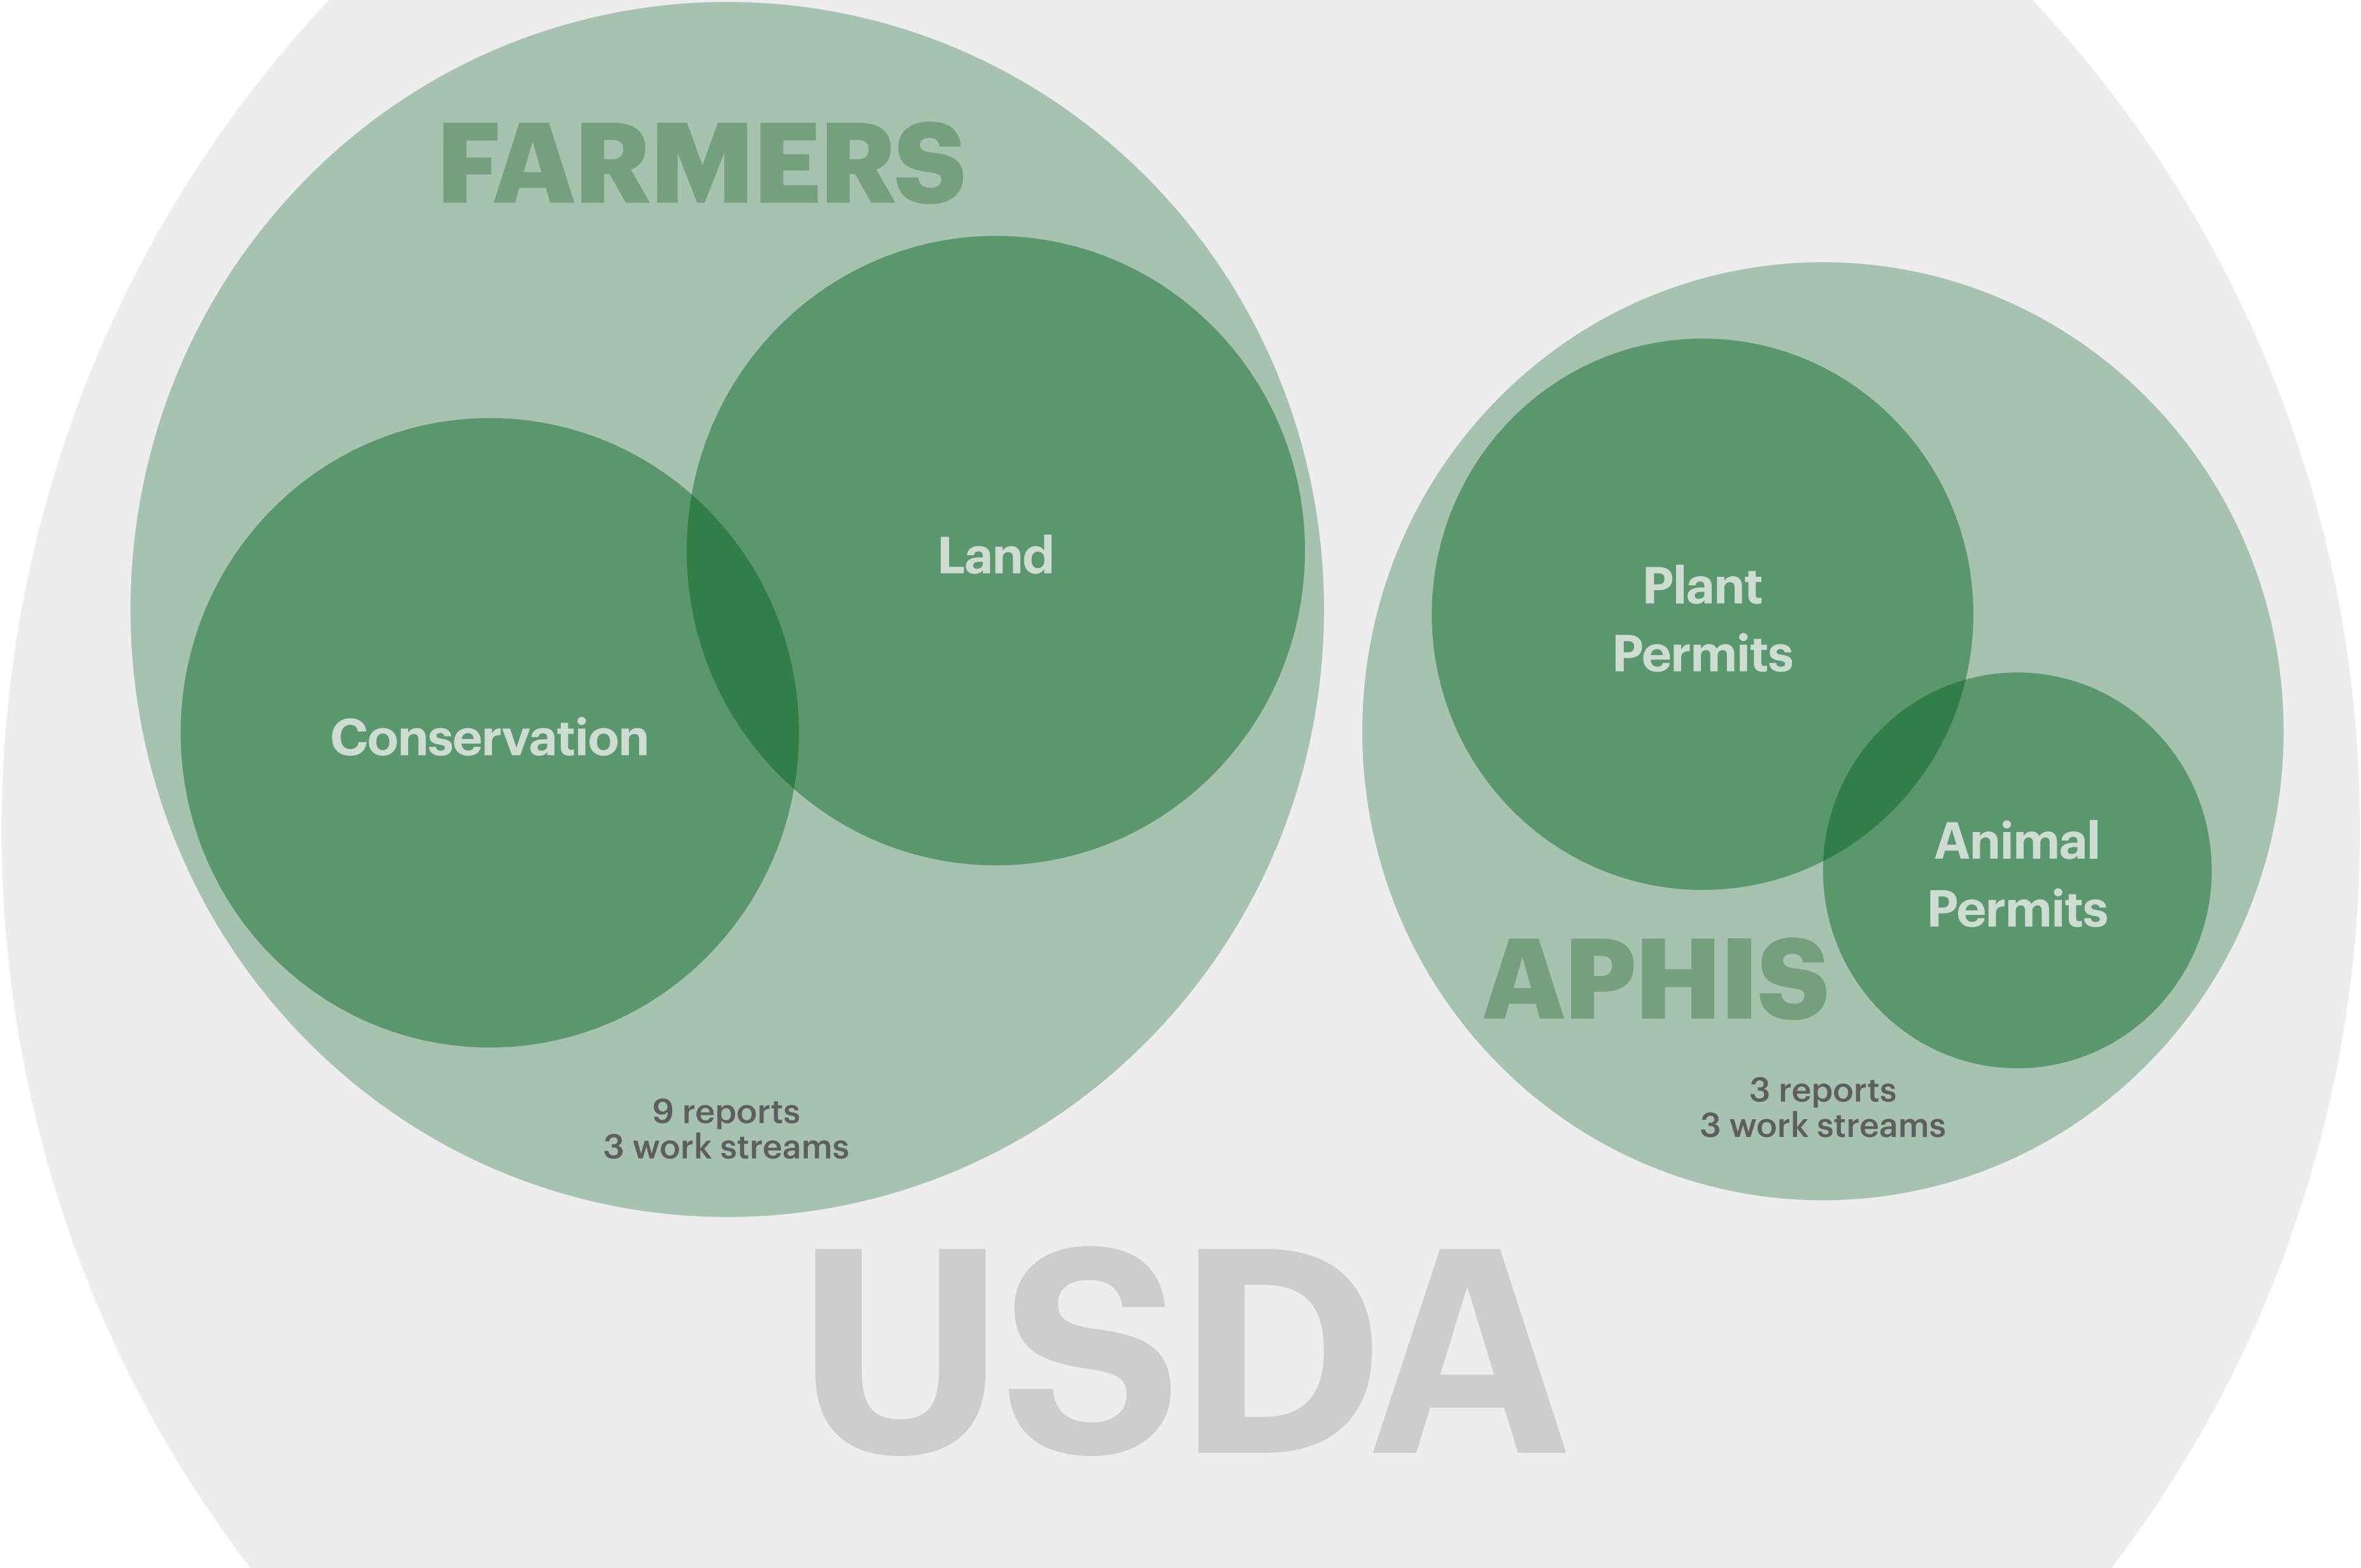 FARMERS
Land
Conservation
9 reports
3 work streams
Plant
Permits
Animal
Permits
APHIS
3 reports
3 work streams
USDA